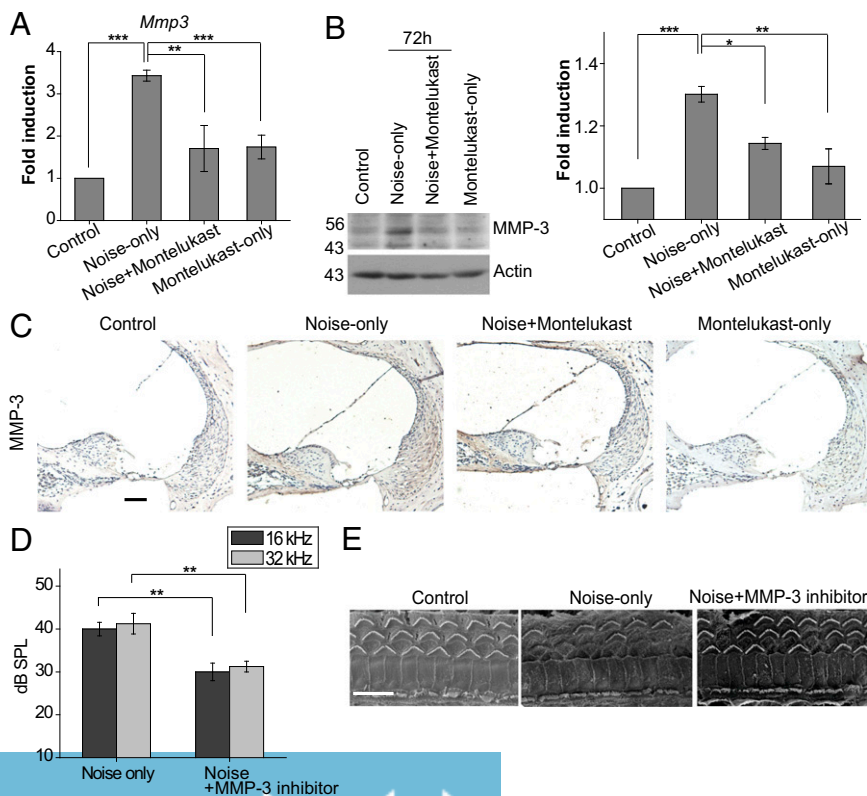 A
Mmp3
***
***
**
Fold induction
4
3
2
1
0
Control
Noise-only
Noise+Montelukast
Montelukast-only
B
72h
Control
Noise-only
Noise+Montelukast
Montelukast-only
56
43
MMP-3
43
Actin
***
**
*
Fold induction
1.4
1.2
1.0
Control
Noise-only
Noise+Montelukast
Montelukast-only
C
Control
Noise-only
Noise+Montelukast
Montelukast-only
MMP-3
D
16 kHz
32 kHz
**
**
dB SPL
50
40
30
20
10
Noise only
Noise
+MMP-3 inhibitor
E
Control
Noise-only
Noise+MMP-3 inhibitor